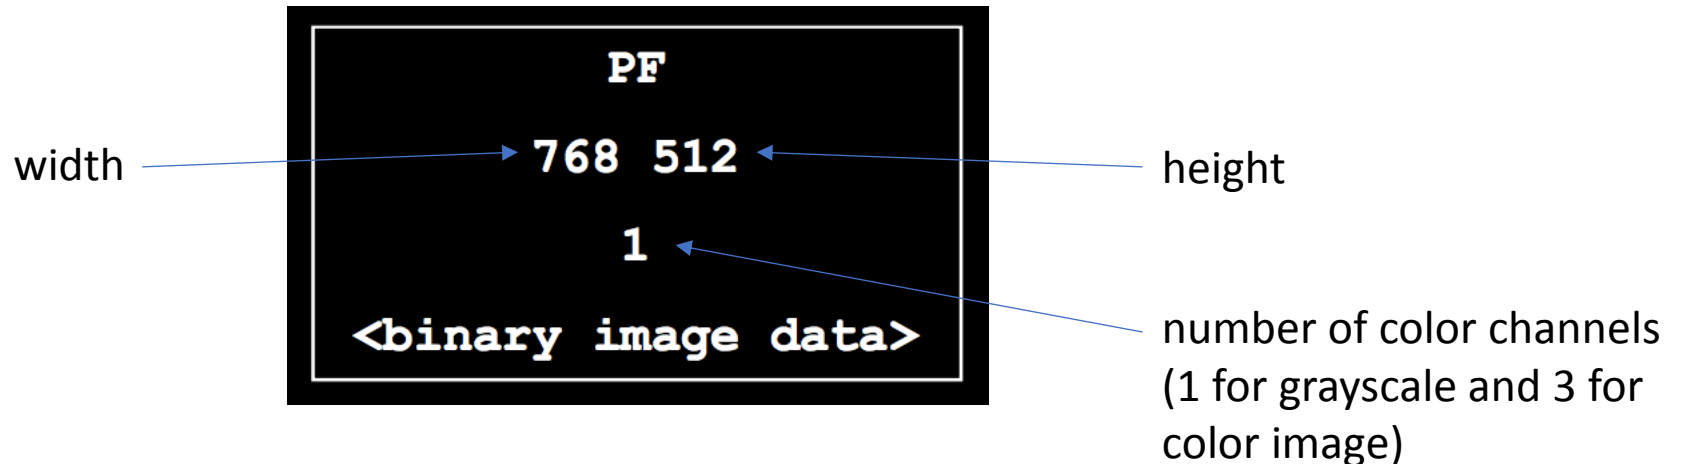 PF
width
768 512
height
1
<binary image data>
number of color channels
(1 for grayscale and 3 for
color image)